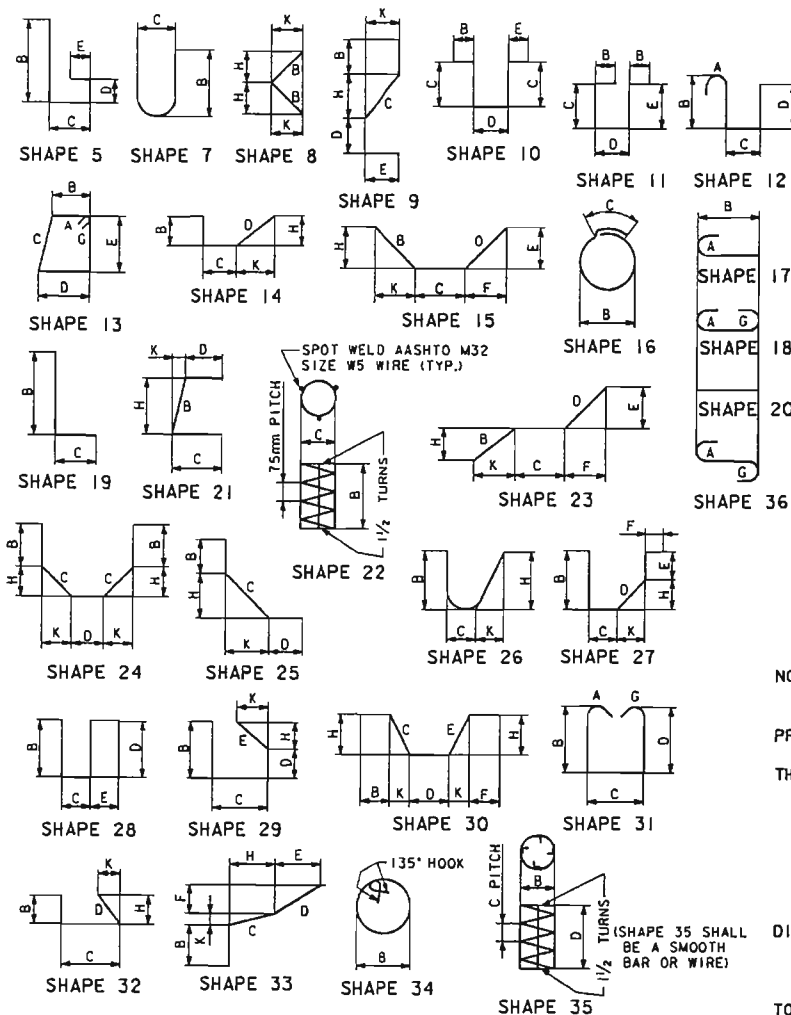 K
C
K
B
E
B
E
B
B
E
B
H
B
C
B
B
A
B
D
H
B
H
C
C
C
C
E
B
D
C
K
D
E
D
D
C
SHAPE 5
SHAPE 7
SHAPE 8
SHAPE 9
SHAPE 10
SHAPE 11
SHAPE 12
B
A
G
C
E
D
B
D
H
C
K
H
B
D
E
K
C
F
C
B
B
A
SHAPE 17
A G
SHAPE 18
SHAPE 20
A
G
SHAPE 36
SHAPE 13
SHAPE 14
SHAPE 15
SHAPE 16
B
C
K
D
H
B
C
SPOT WELD AASHTO M32
SIZE W5 WIRE (TYP.)
75mm PITCH
C
B
1½ TURNS
D
E
H
B
K
C
F
SHAPE 19
SHAPE 21
SHAPE 22
SHAPE 23
B
B
H
C
C
H
K
D
K
B
H
C
K
D
B
H
C
K
F
B
E
D
H
C
K
SHAPE 24
SHAPE 25
SHAPE 26
SHAPE 27
NO
PR
TH
B
D
C
E
K
B
E
H
D
C
H
C
E
H
B
K
D
K
F
A
G
B
D
C
SHAPE 28
SHAPE 29
SHAPE 30
SHAPE 31
K
B
D
H
C
H
E
F
K
C
D
B
135° HOOK
B
C PITCH
B
D
1½ TURNS
(SHAPE 35 SHALL
BE A SMOOTH
BAR OR WIRE)
DI
SHAPE 32
SHAPE 33
SHAPE 34
SHAPE 35
TO